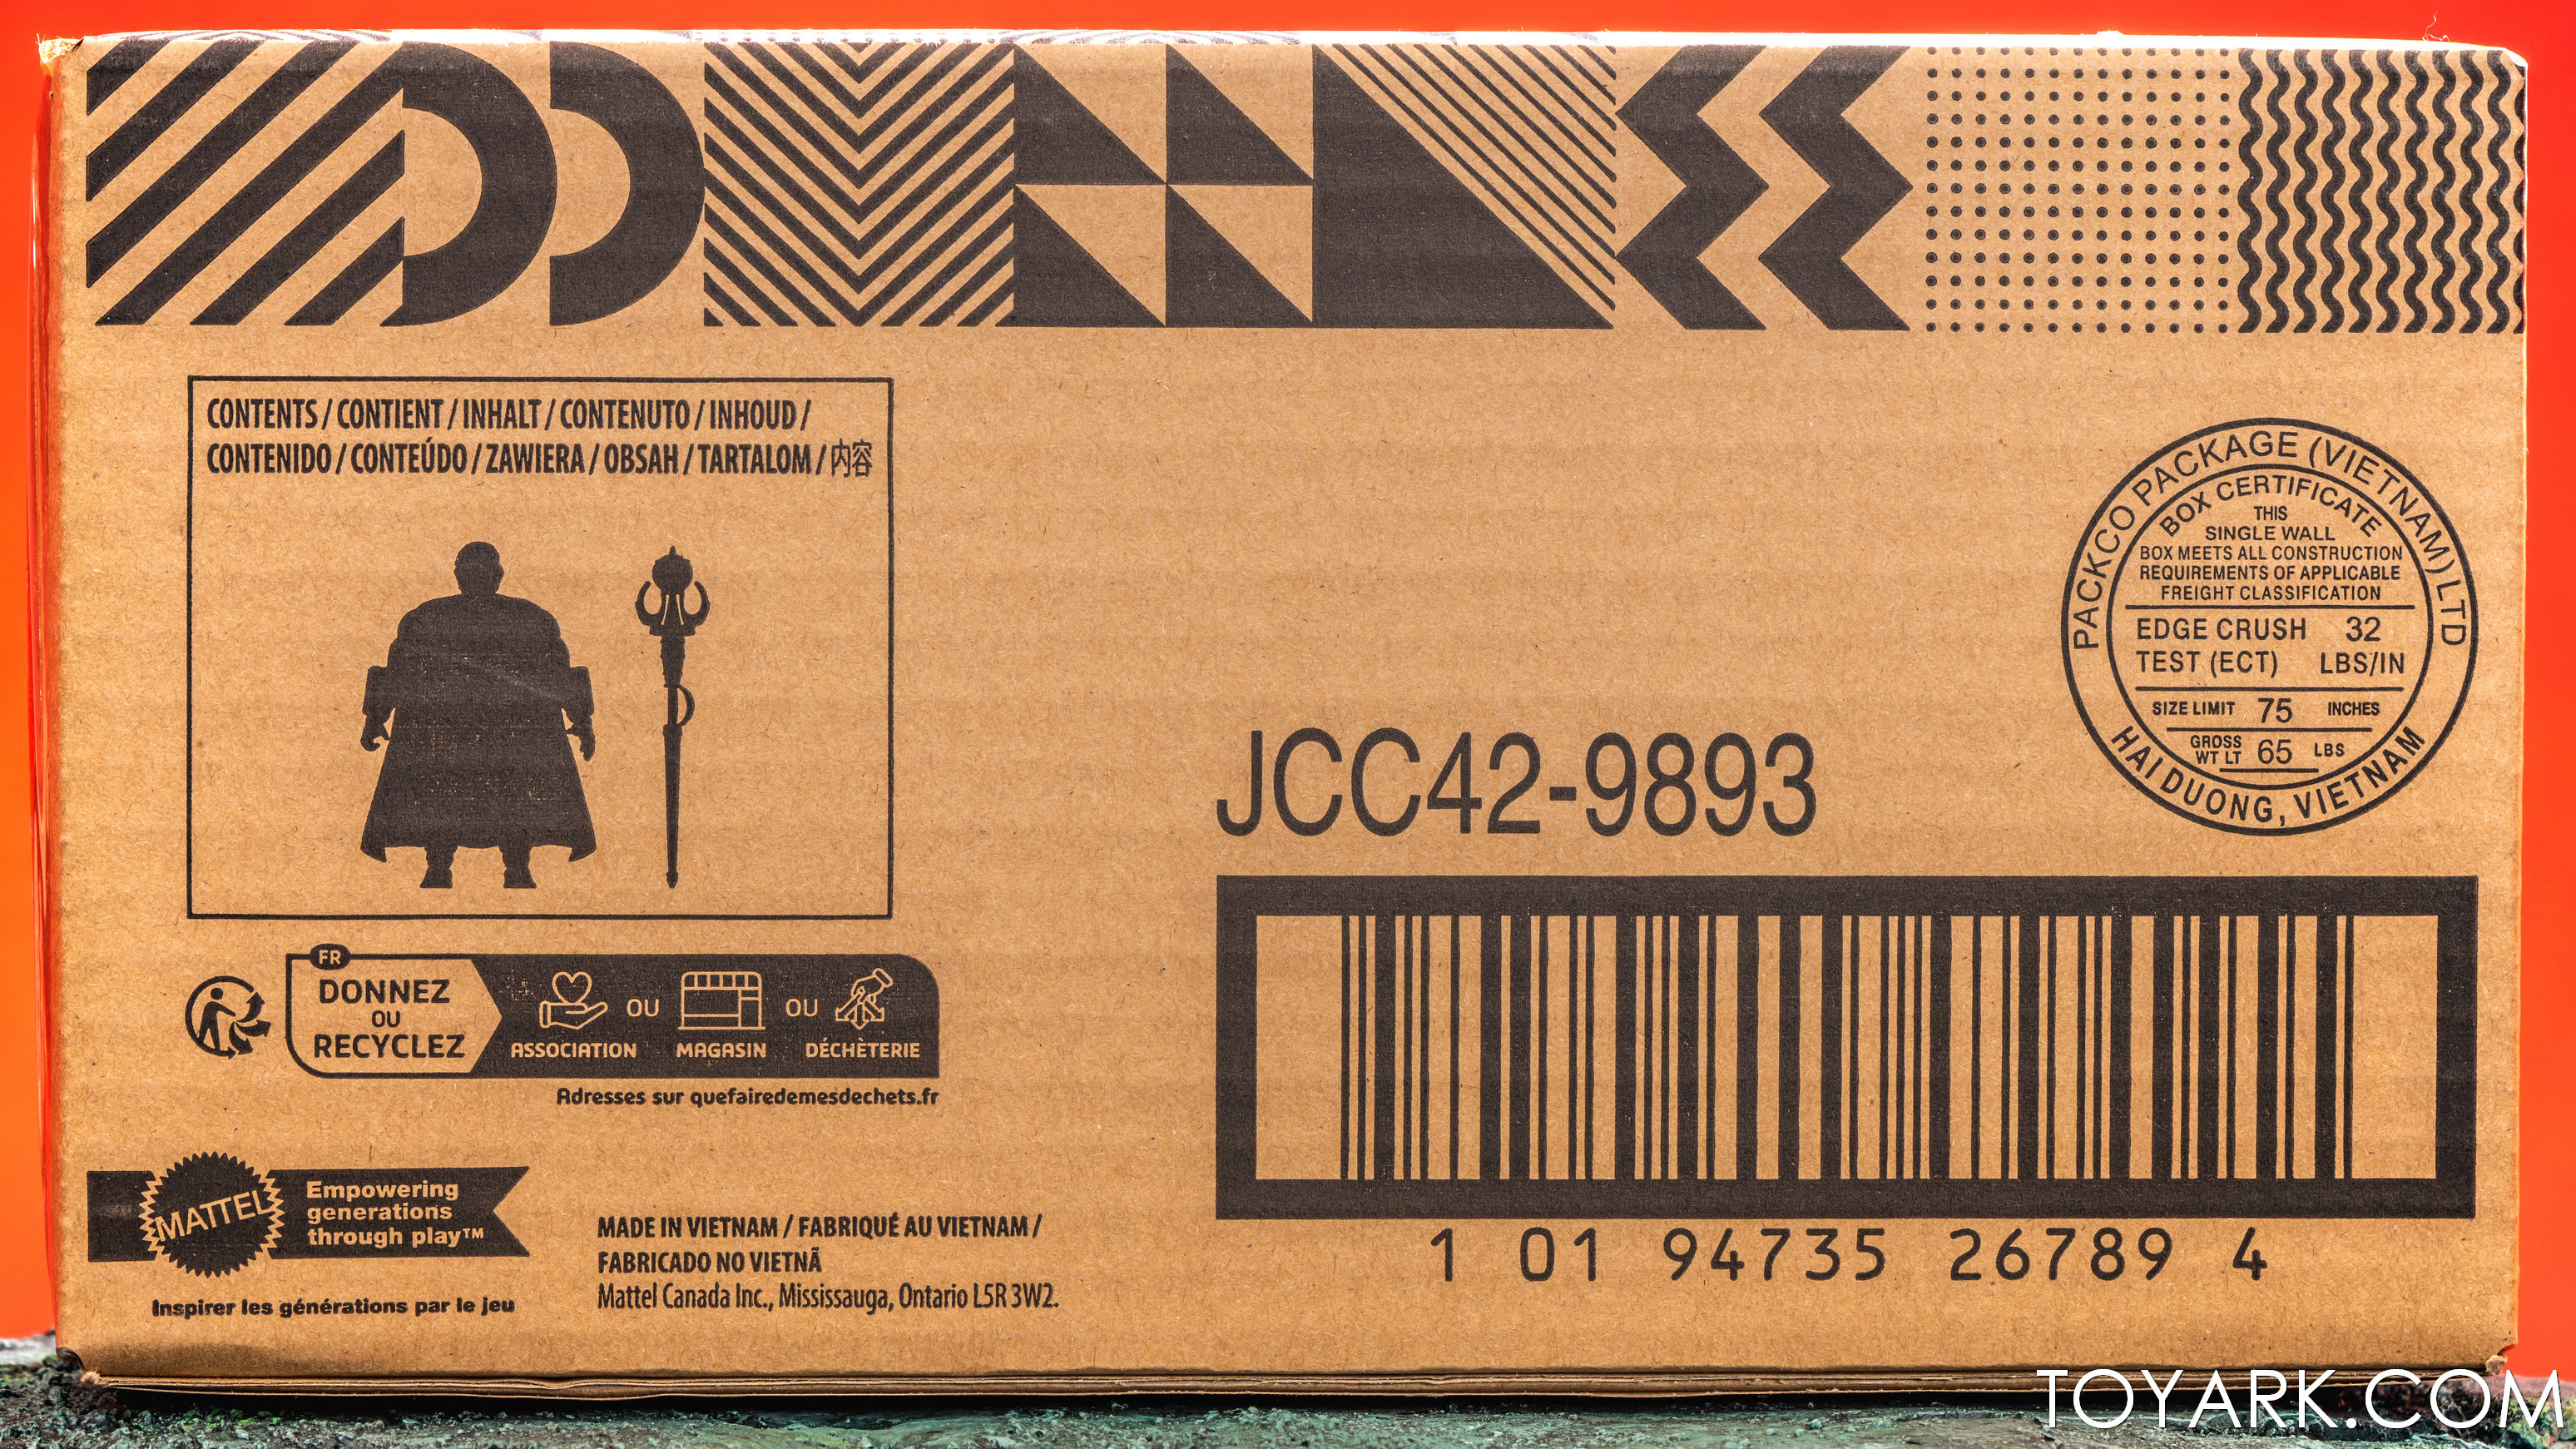 CONTENTS / CONTIENT / INHALT / CONTENUTO / INHOUD /
CONTENIDO / CONTEÚDO / ZAWIERA / OBSAH / TARTALOM / 内容
PACKCO PACKAGE (VIETNAM) LTD
BOX CERTIFICATE
THIS
SINGLE WALL
BOX MEETS ALL CONSTRUCTION
REQUIREMENTS OF APPLICABLE
FREIGHT CLASSIFICATION
EDGE CRUSH 32
TEST (ECT) LBS/IN
SIZE LIMIT 75 INCHES
GROSS
WT LT 65 LBS
HAI DUONG, VIETNAM
JCC42-9893
FR
DONNEZ
OU
RECYCLEZ
ASSOCIATION OU MAGASIN OU DÉCHÈTERIE
Adresses sur quefairedemesdechets.fr
MATTEL
Empowering
generations
through play™
Inspirer les générations par le jeu
MADE IN VIETNAM / FABRIQUÉ AU VIETNAM /
FABRICADO NO VIETNÃ
Mattel Canada Inc., Mississauga, Ontario L5R 3W2.
1 01 94735 26789 4
TOYARK.COM